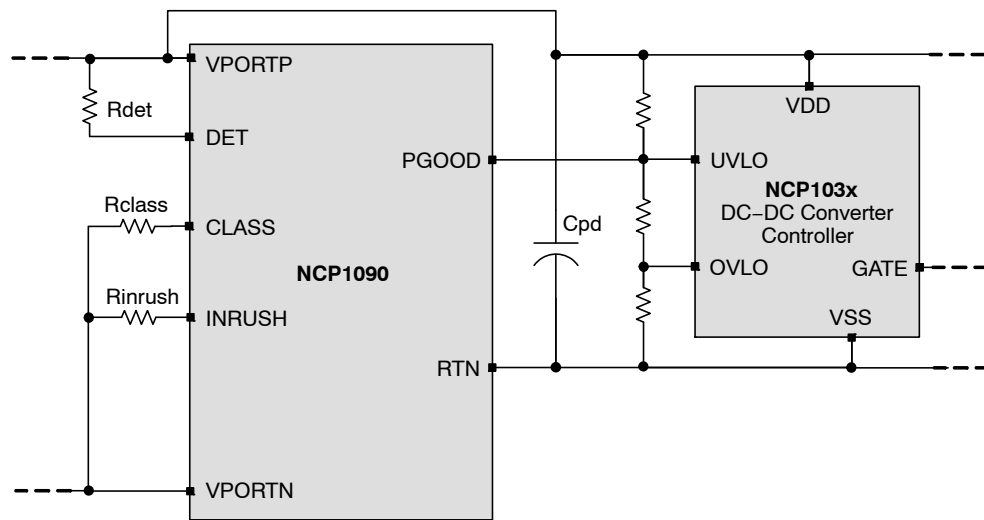 VPORTP
Rdet
DET
VDD
PGOOD
UVLO
NCP103x
DC−DC Converter
Controller
Rclass
CLASS
Cpd
NCP1090
OVLO
GATE
Rinrush
INRUSH
VSS
RTN
VPORTN